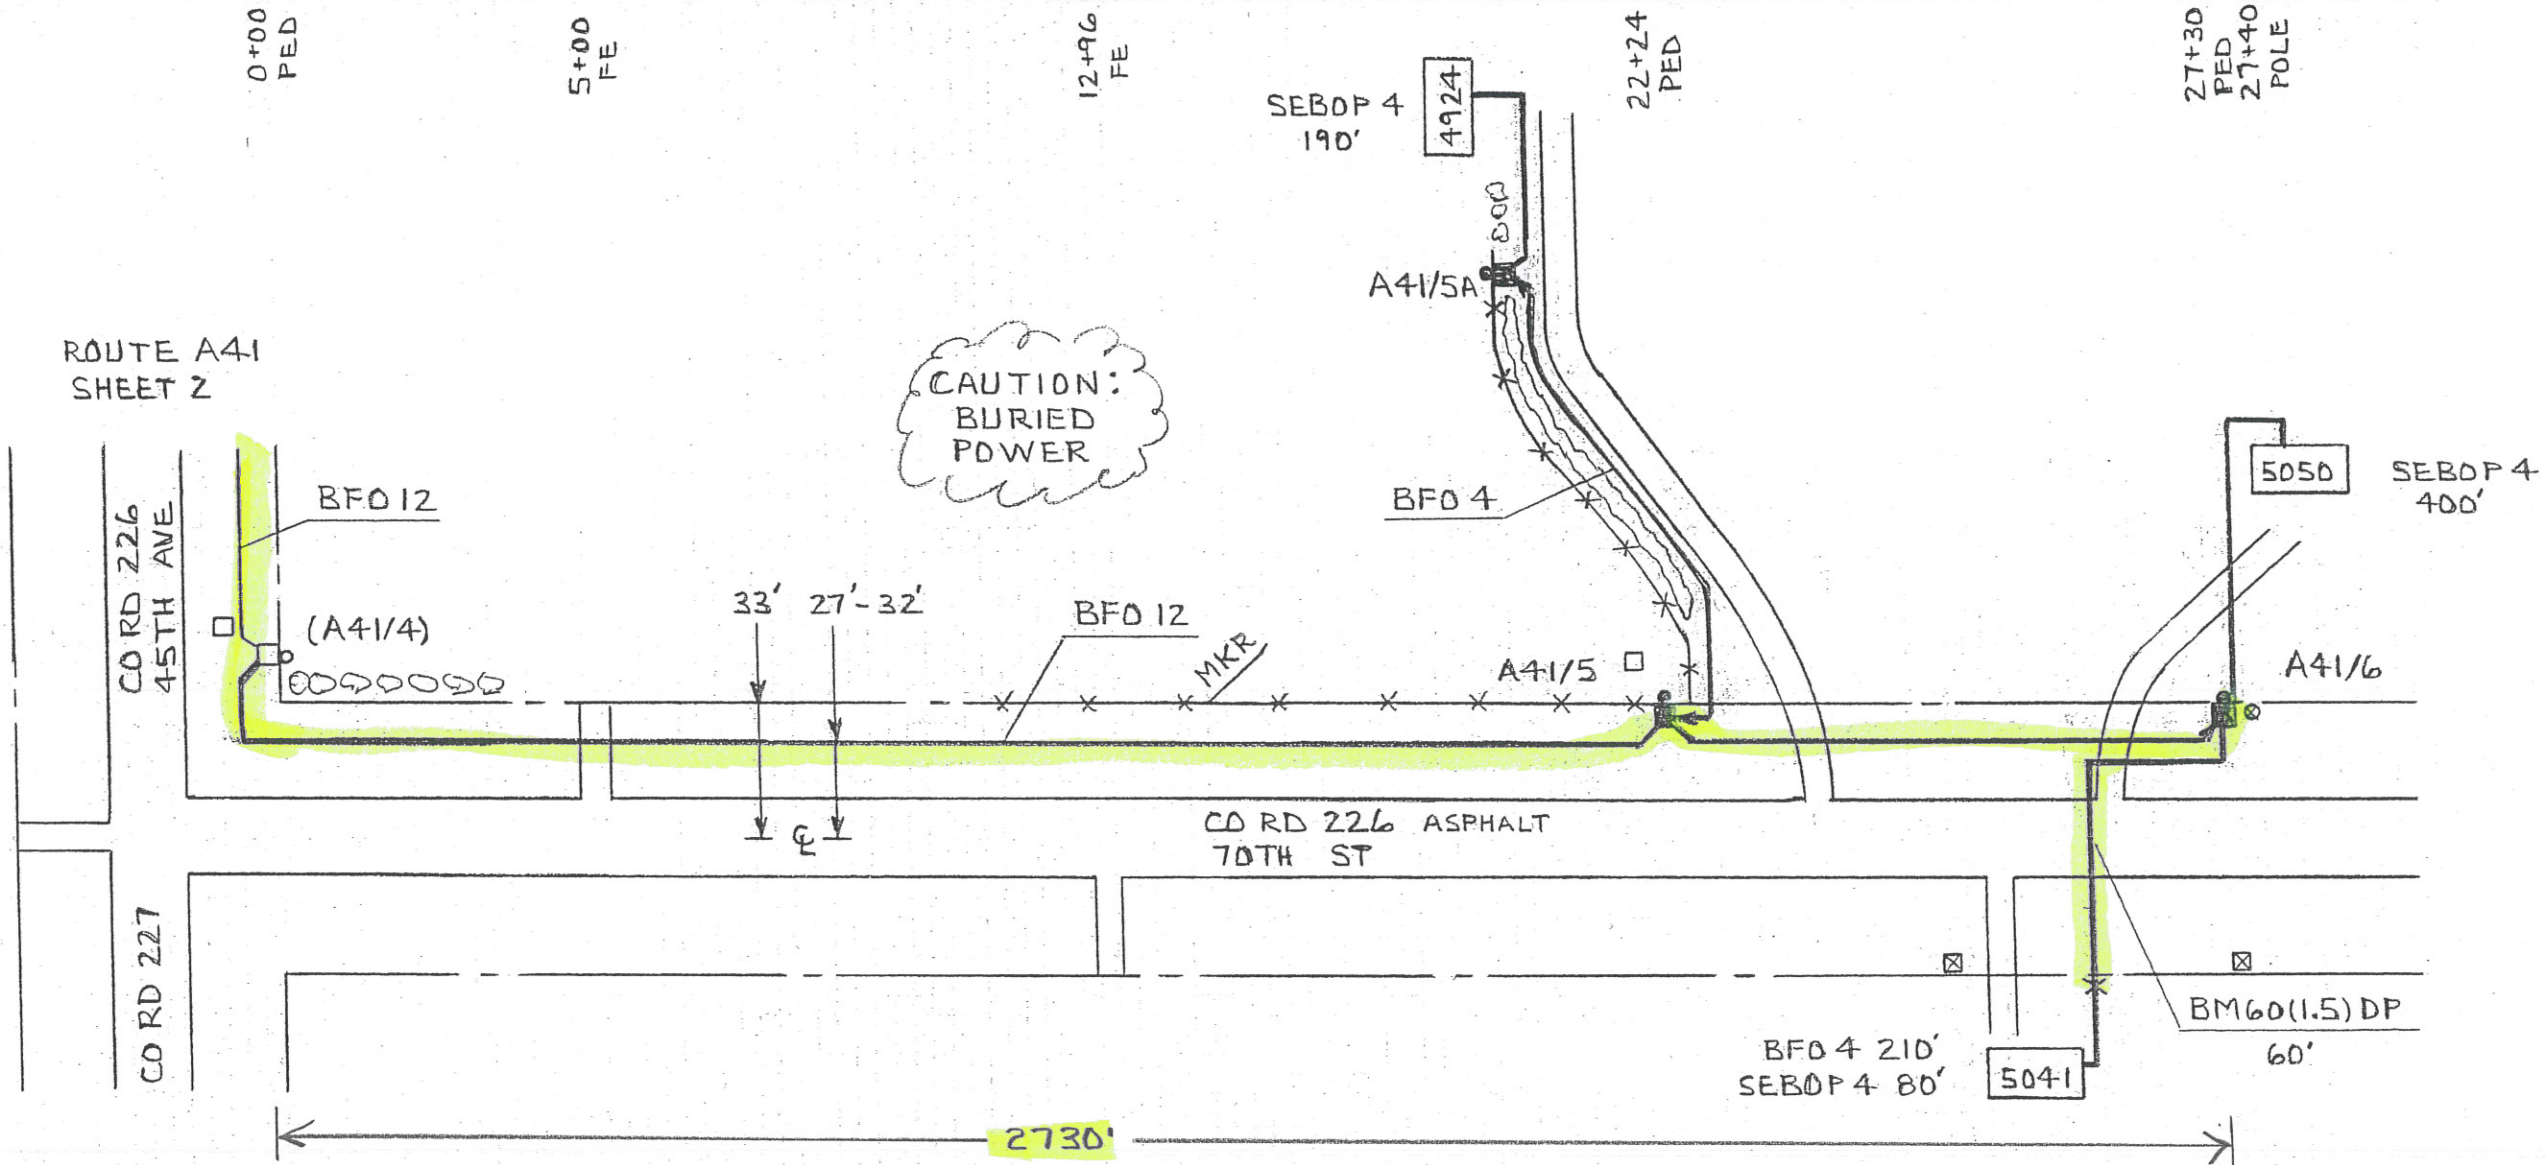 0+00
PED
5+00
FE
12+96
FE
22+24
PED
27+30
PED
27+40
POLE
SEBOP 4
190'
4924
A41/5A
ROUTE A41
SHEET 2
CAUTION:
BURIED
POWER
BFO 12
BFO 4
5050
SEBOP 4
400'
CO RD 226
45TH AVE
(A41/4)
33'
27'-32'
BFO 12
MKR
A41/5
A41/6
CO RD 226 ASPHALT
70TH ST
CO RD 227
BFO 4 210'
SEBOP 4 80'
5041
BM60(1.5)DP
60'
2730'